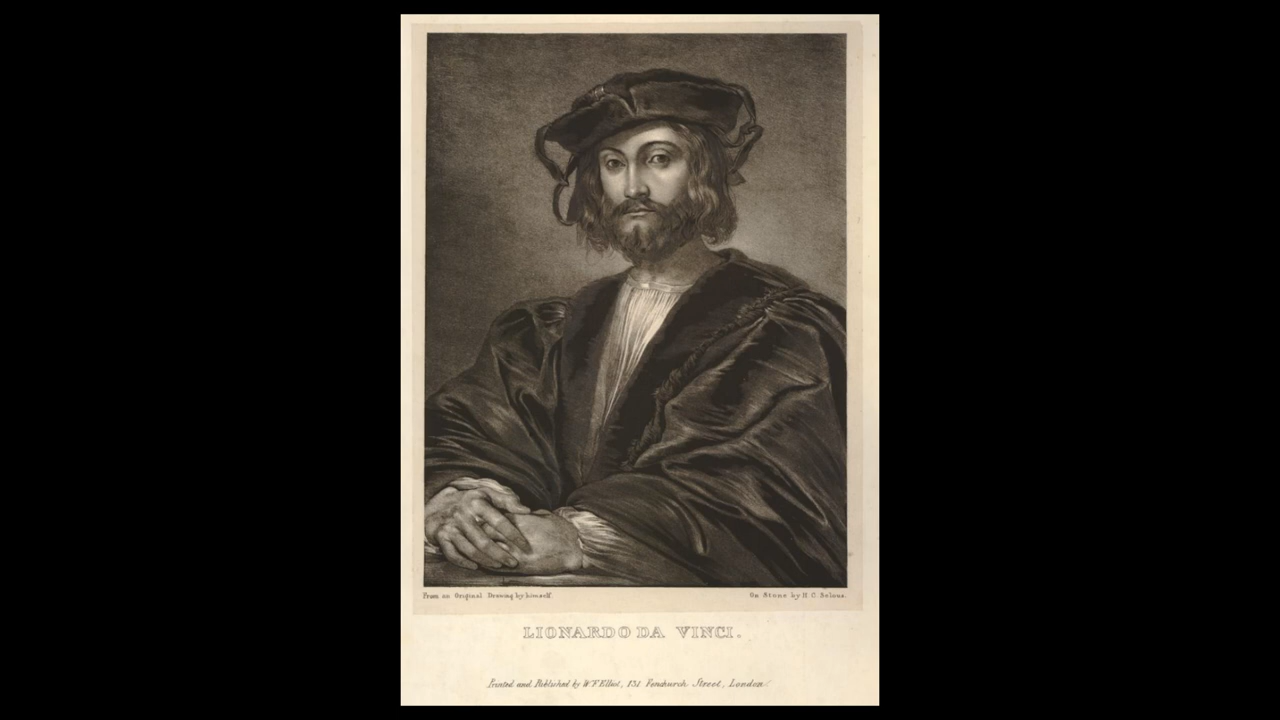 From an Original Drawing by himself.
On Stone by H. C. Selous.
LIONARDO DA VINCI.
Printed and Published by W F Elliot, 131 Fenchurch Street, London.